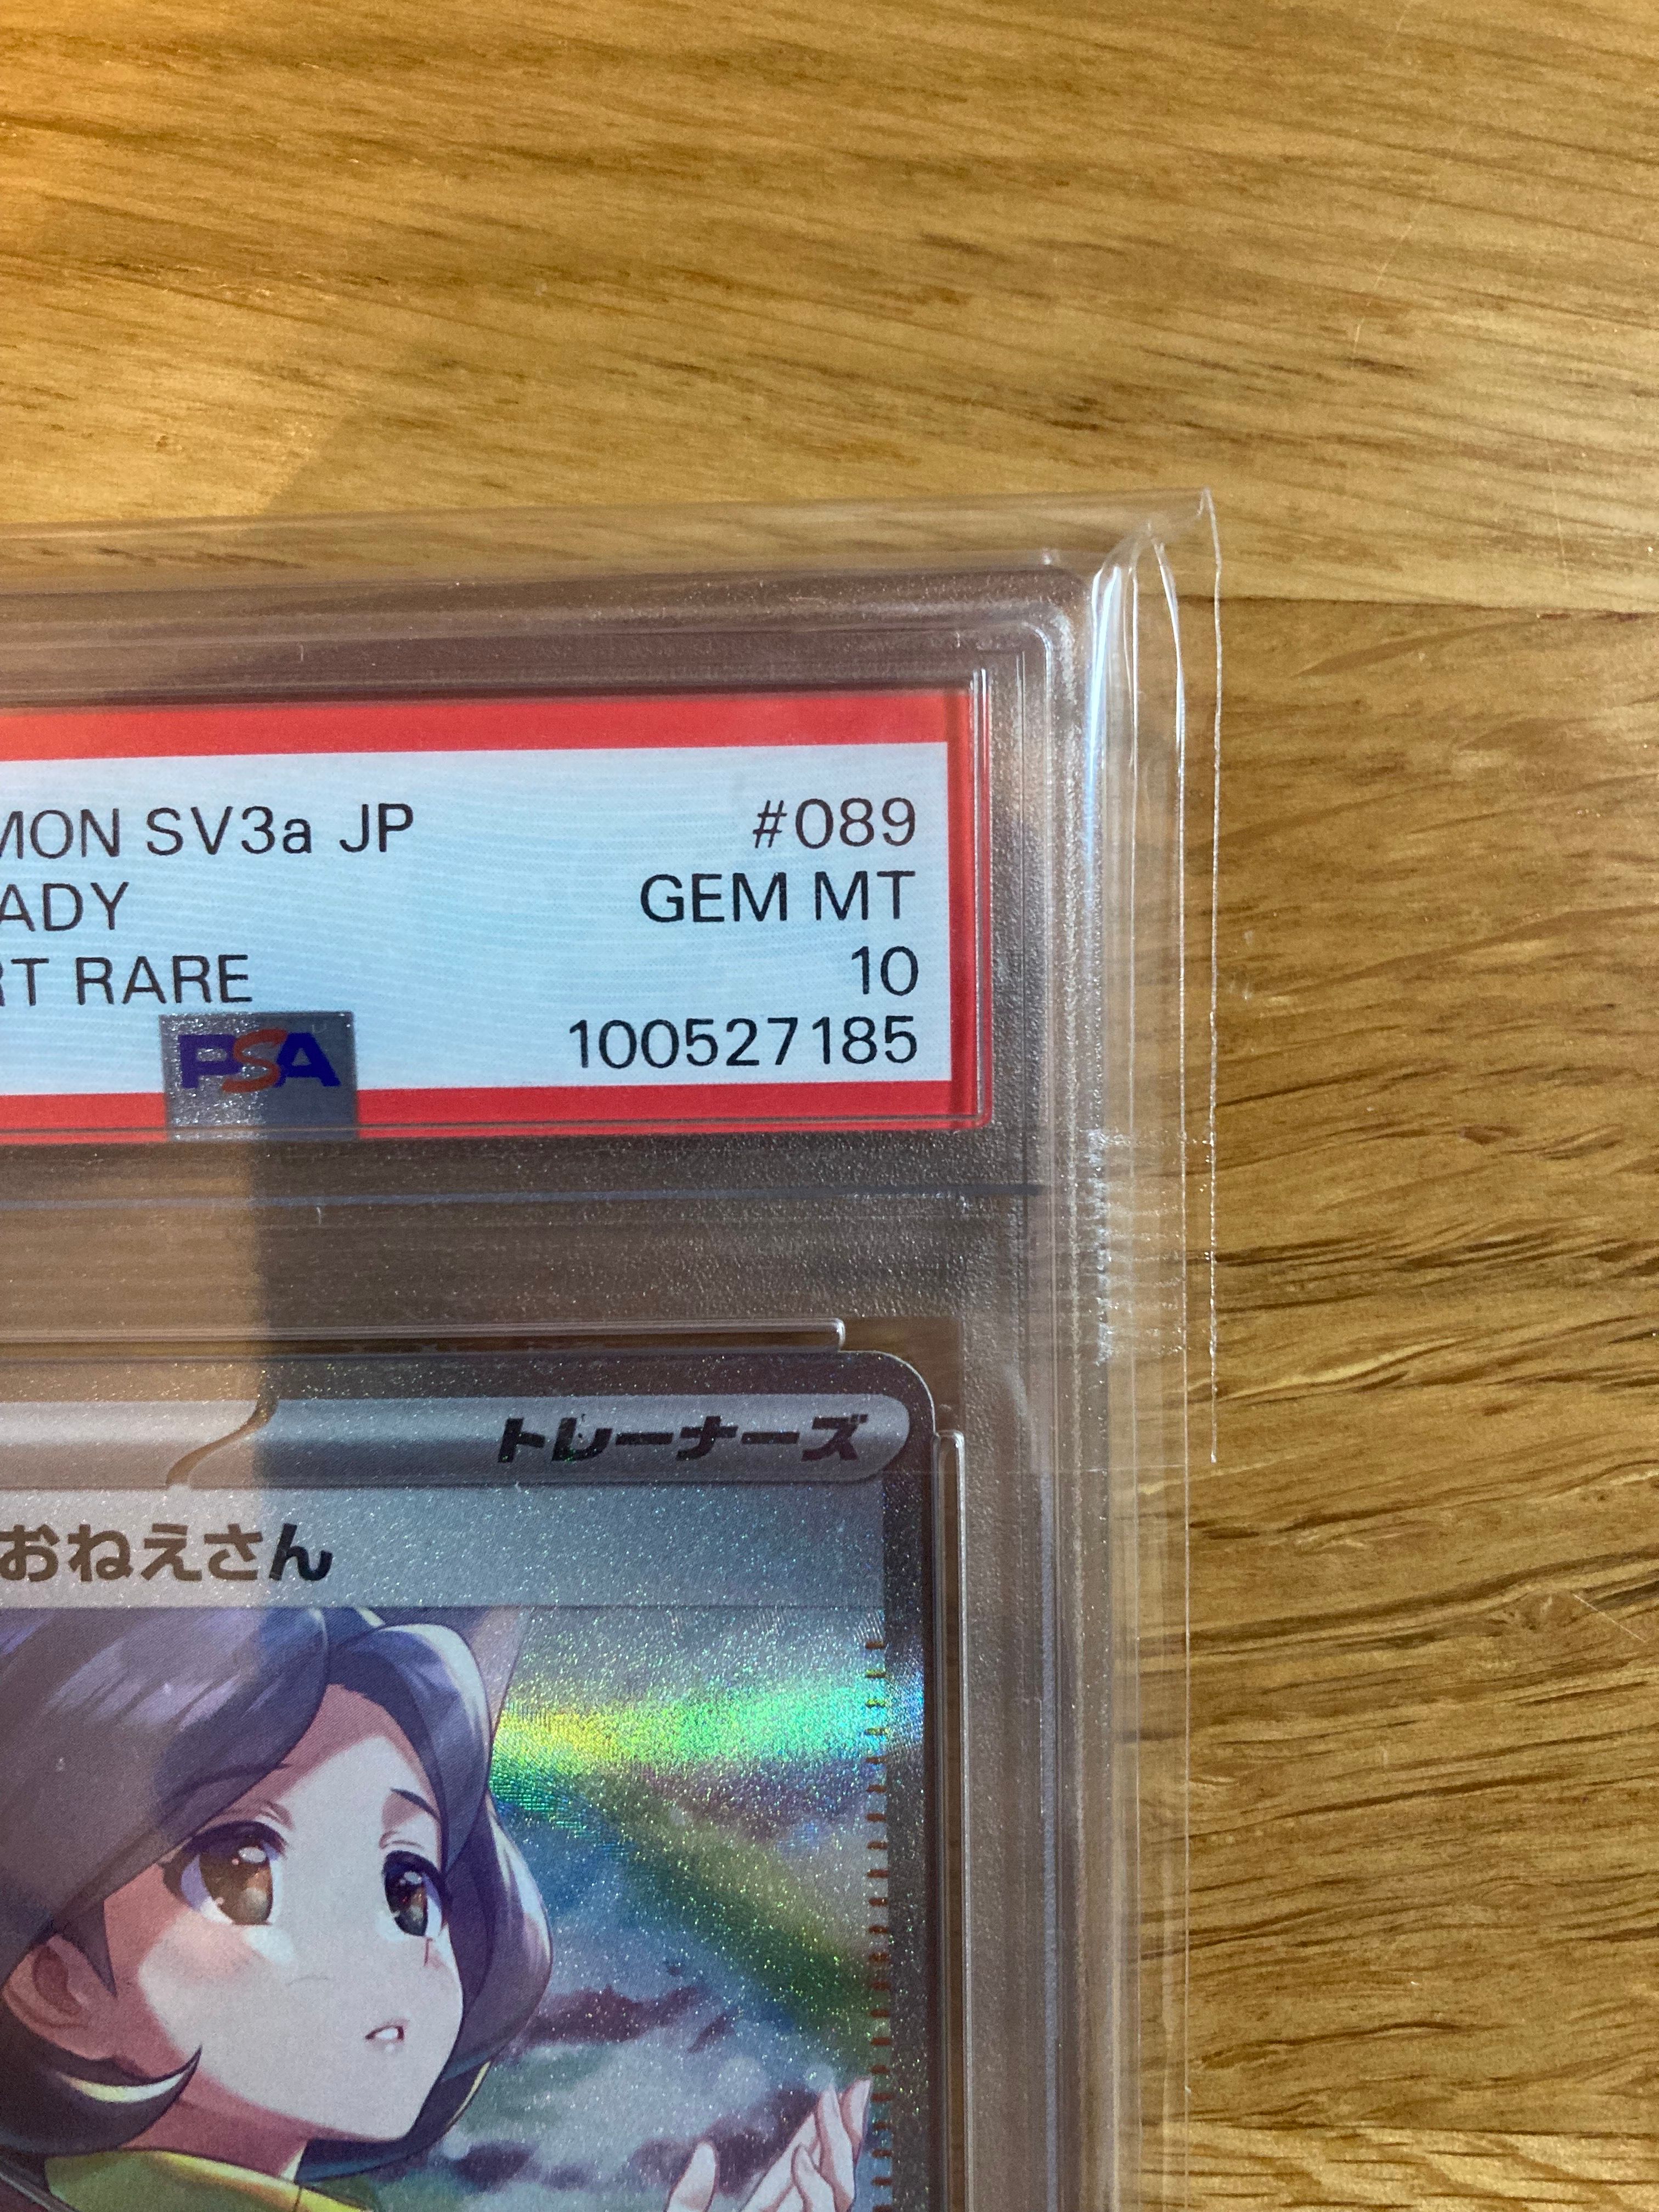 MON SV3a JP #089
ADY GEM MT
RT RARE 10
PSA 100527185
トレーナーズ
おねえさん